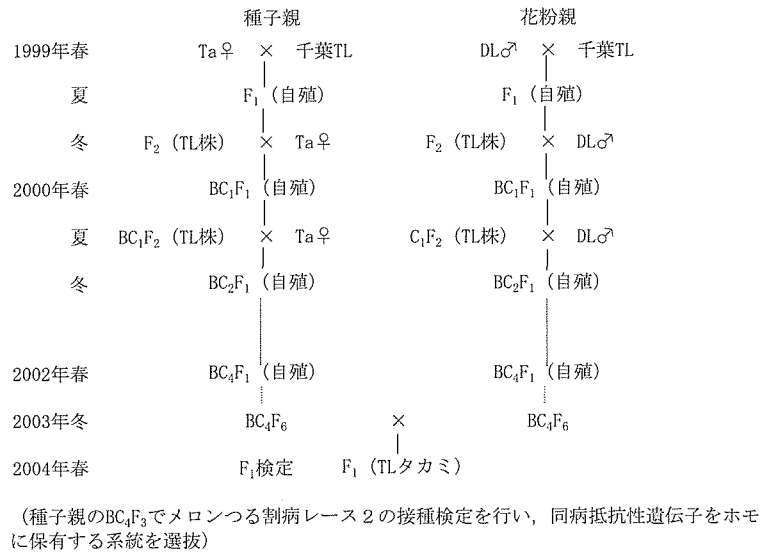 種子親 花粉親
1999年春 Ta♀ × 千葉TL DL♂ × 千葉TL
夏 F₁（自殖） F₁（自殖）
冬 F₂（TL株） × Ta♀ F₂（TL株） × DL♂
2000年春 BC₁F₁（自殖） BC₁F₁（自殖）
夏 BC₁F₂（TL株） × Ta♀ C₁F₂（TL株） × DL♂
冬 BC₂F₁（自殖） BC₂F₁（自殖）
2002年春 BC₄F₁（自殖） BC₄F₁（自殖）
2003年冬 BC₄F₆ × BC₄F₆
2004年春 F₁検定 F₁（TLタカミ）
（種子親のBC₄F₃でメロンつる割病レース２の接種検定を行い，同病抵抗性遺伝子をホモ
に保有する系統を選抜）